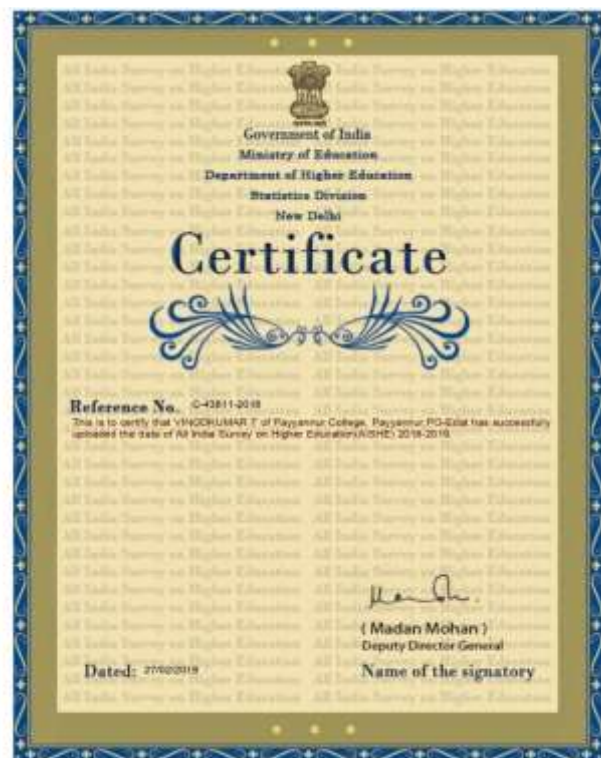 Government of India
Ministry of Education
Department of Higher Education
Statistics Division
New Delhi
Certificate
Reference No. C-43811-2018
This is to certify that VINODKUMAR T of Payyannur College, Payyannur,PO-Edat has successfully
uploaded the data of All India Survey on Higher Education(AISHE) 2018-2019.
( Madan Mohan )
Deputy Director General
Dated: 27/02/2019
Name of the signatory